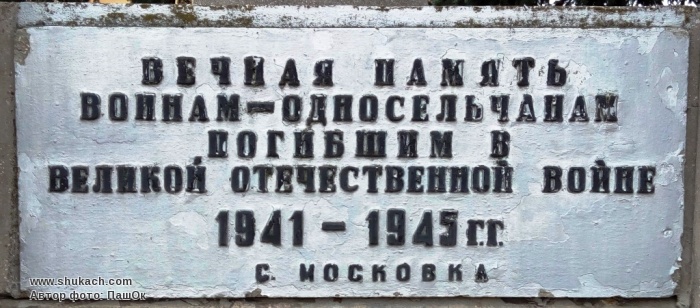 ВЕЧНАЯ ПАМЯТЬ
ВОИНАМ-ОДНОСЕЛЬЧАНАМ
ПОГИБШИМ В
ВЕЛИКОЙ ОТЕЧЕСТВЕННОЙ ВОЙНЕ
1941 - 1945 г.г.
С. МОСКОВКА
www.shukach.com
Автор фото: ПашОк